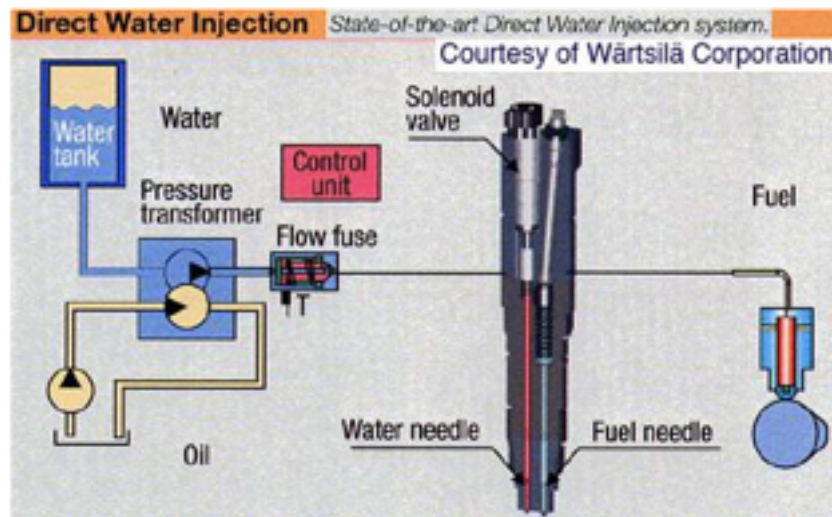 Direct Water Injection State-of-the-art Direct Water Injection system.
Courtesy of Wärtsilä Corporation
Water
tank
Water
Solenoid
valve
Control
unit
Pressure
transformer
Fuel
Flow fuse
T
Water needle
Fuel needle
Oil